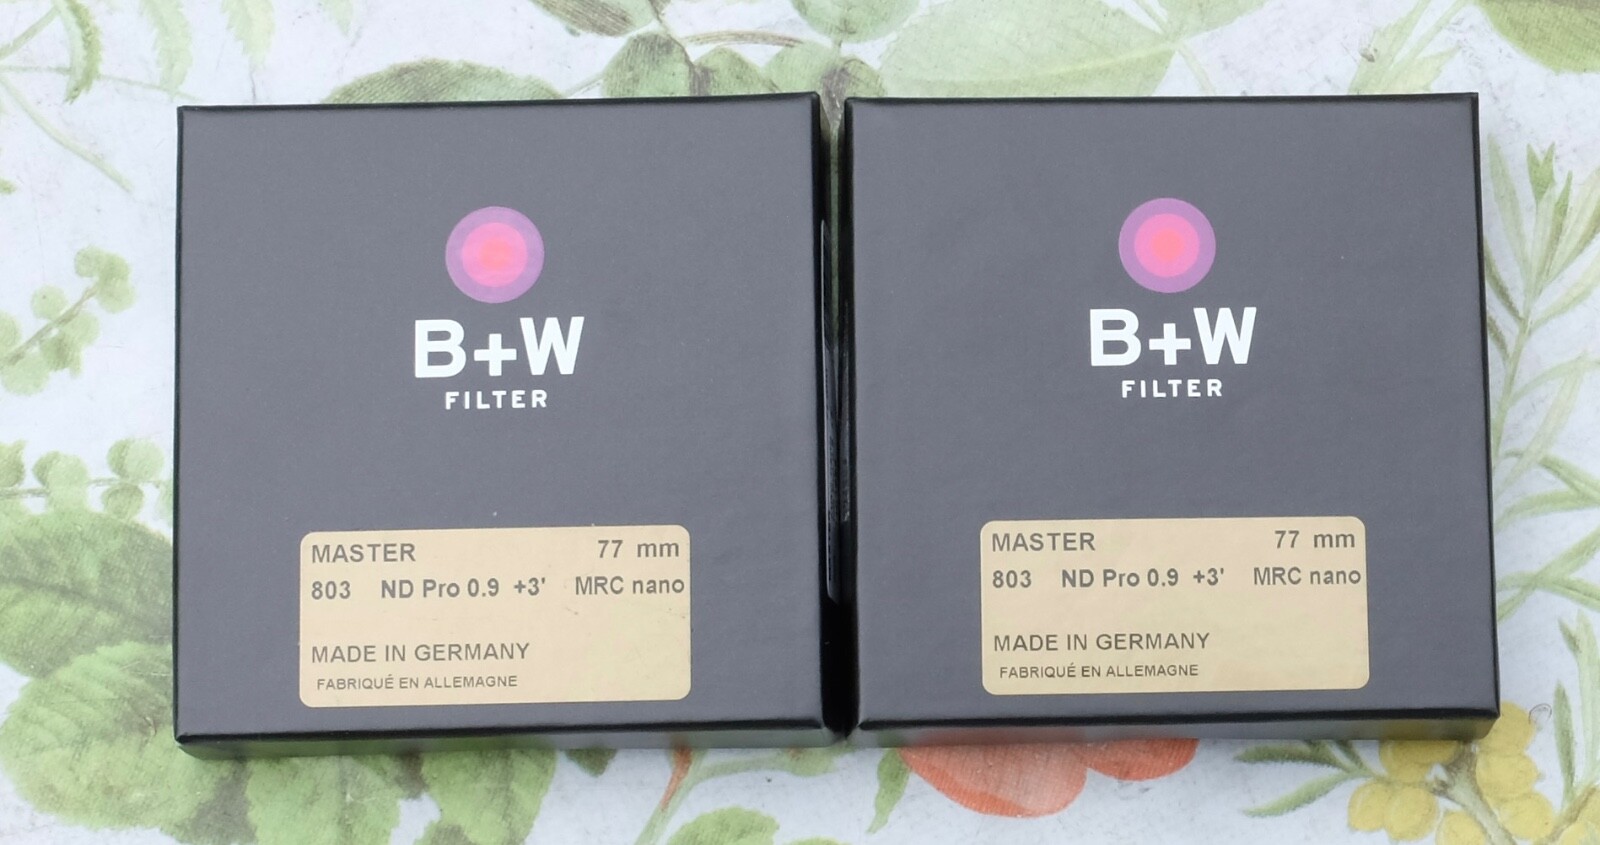 B+W
FILTER
MASTER 77 mm
803 ND Pro 0.9 +3' MRC nano
MADE IN GERMANY
FABRIQUÉ EN ALLEMAGNE
B+W
FILTER
MASTER 77 mm
803 ND Pro 0.9 +3' MRC nano
MADE IN GERMANY
FABRIQUÉ EN ALLEMAGNE